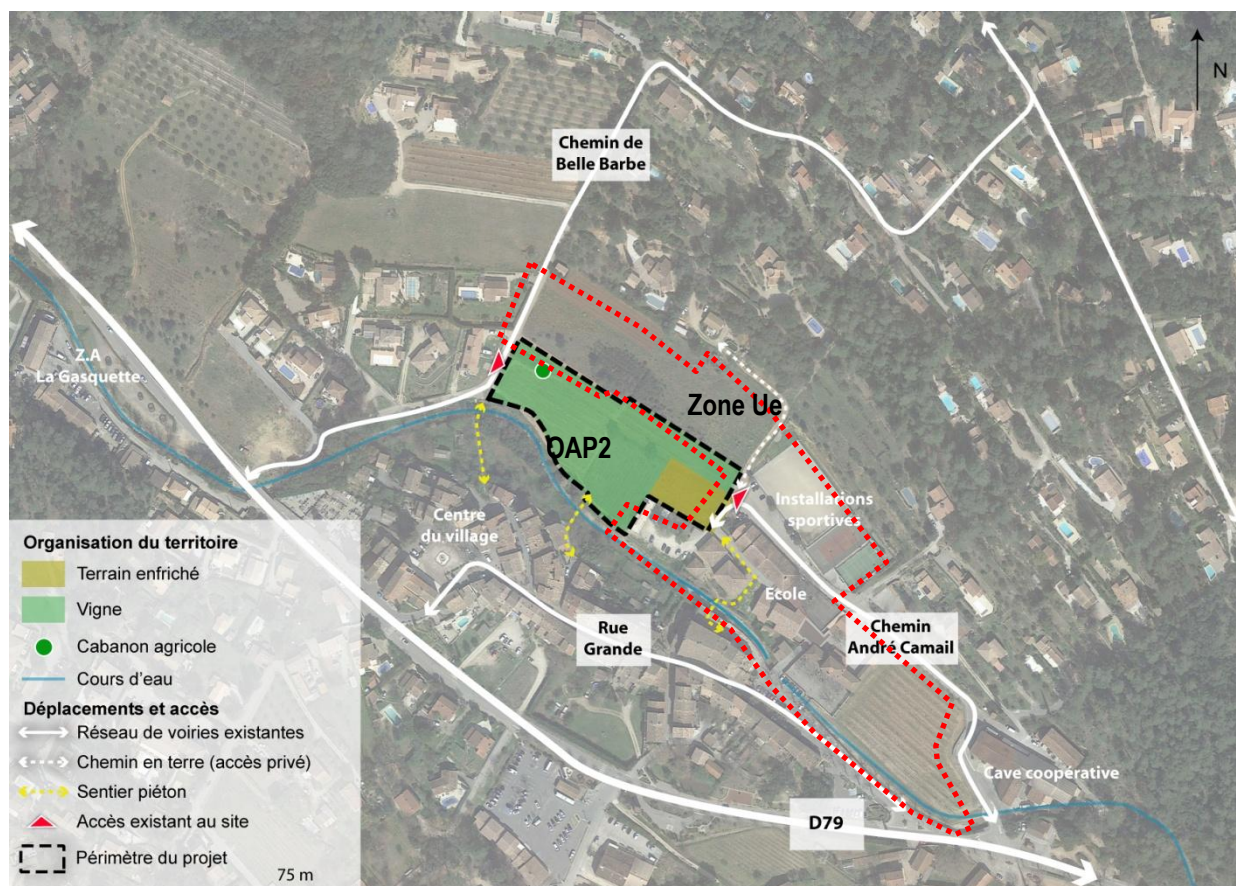 N
Chemin de
Belle Barbe
Z.A
La Gasquette
Zone Ue
OAP2
Installations
sportives
Centre
du village
Ecole
Rue
Grande
Chemin
André Camail
Cave coopérative
D79
Organisation du territoire
Terrain enfriché
Vigne
Cabanon agricole
Cours d'eau
Déplacements et accès
Réseau de voiries existantes
Chemin en terre (accès privé)
Sentier piéton
Accès existant au site
Périmètre du projet
75 m